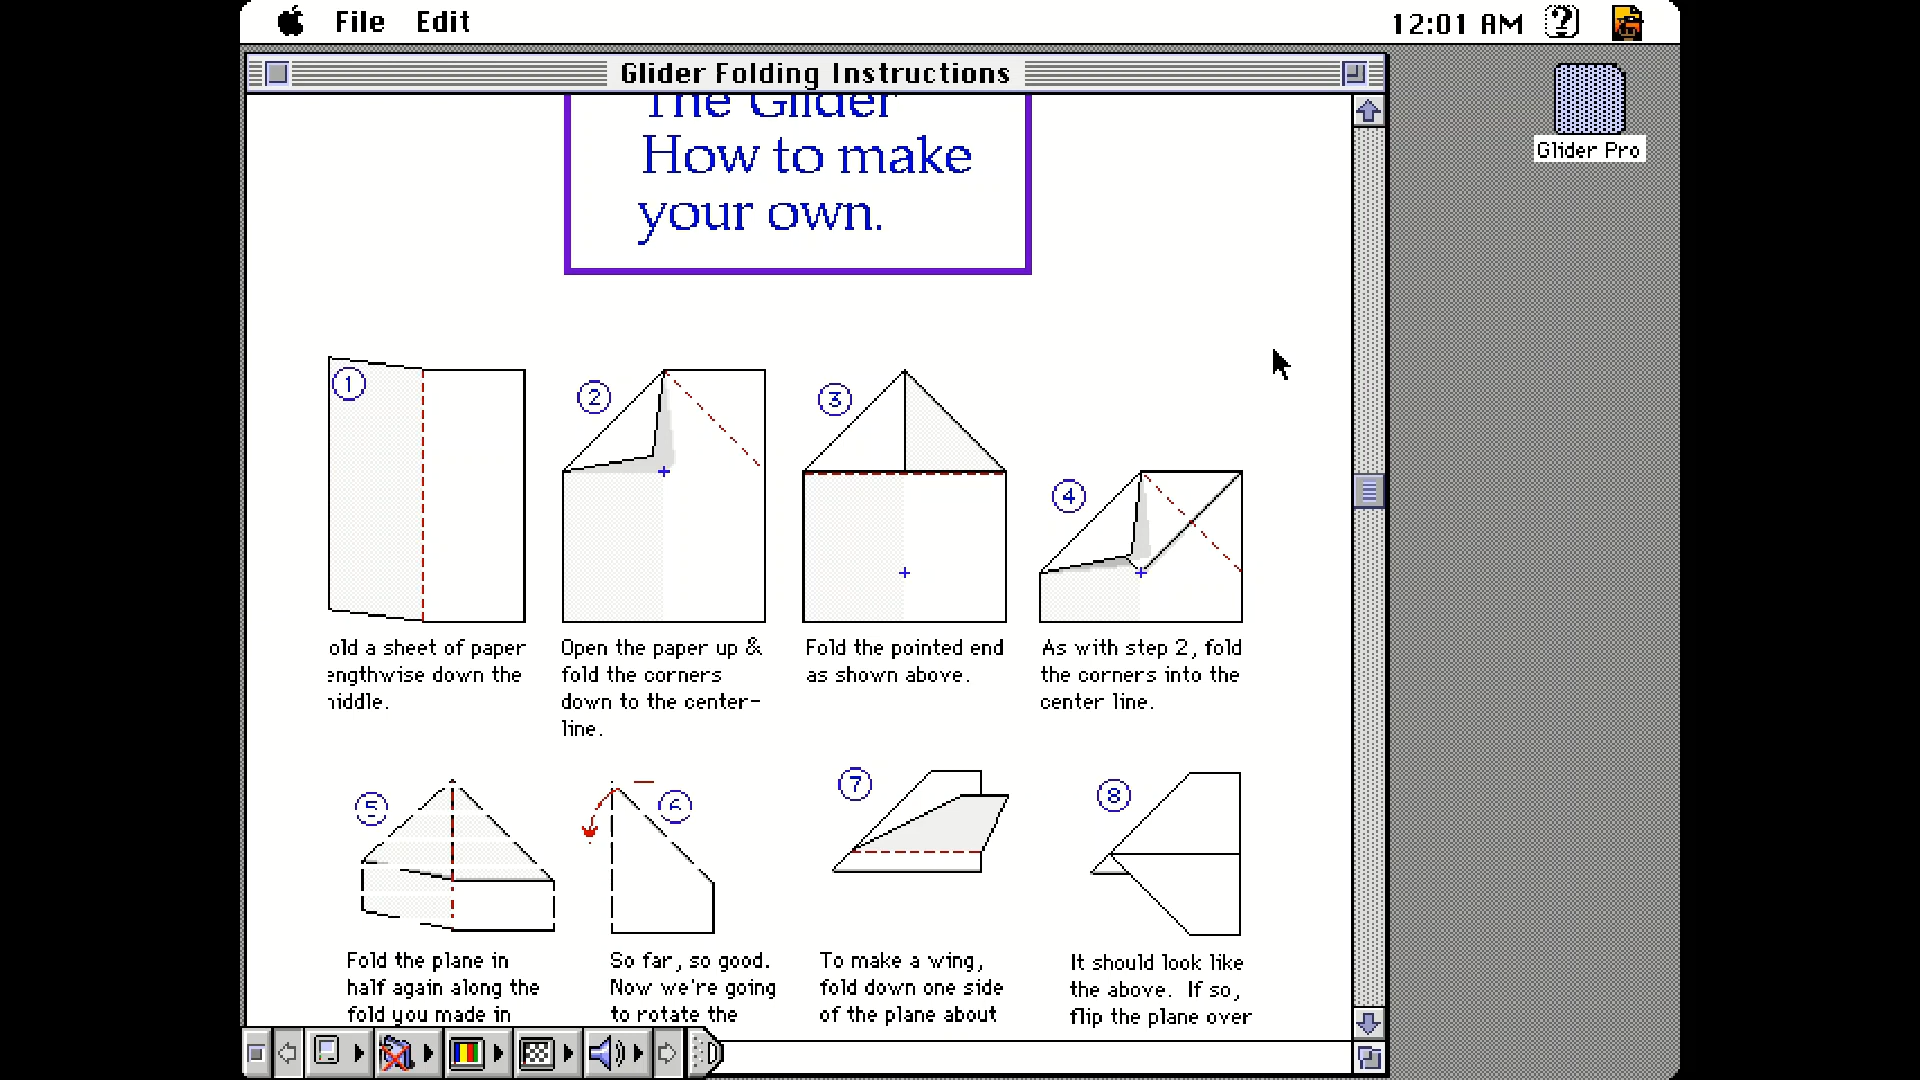 File Edit 12:01 AM
Glider Folding Instructions
Glider Pro
The Glider
How to make
your own.
1
2
3
4
old a sheet of paper
engthwise down the
iddle.
Open the paper up &
fold the corners
down to the center-
line.
Fold the pointed end
as shown above.
As with step 2, fold
the corners into the
center line.
5
6
7
8
Fold the plane in
half again along the
fold you made in
So far, so good.
Now we're going
to rotate the
To make a wing,
fold down one side
of the plane about
It should look like
the above. If so,
flip the plane over